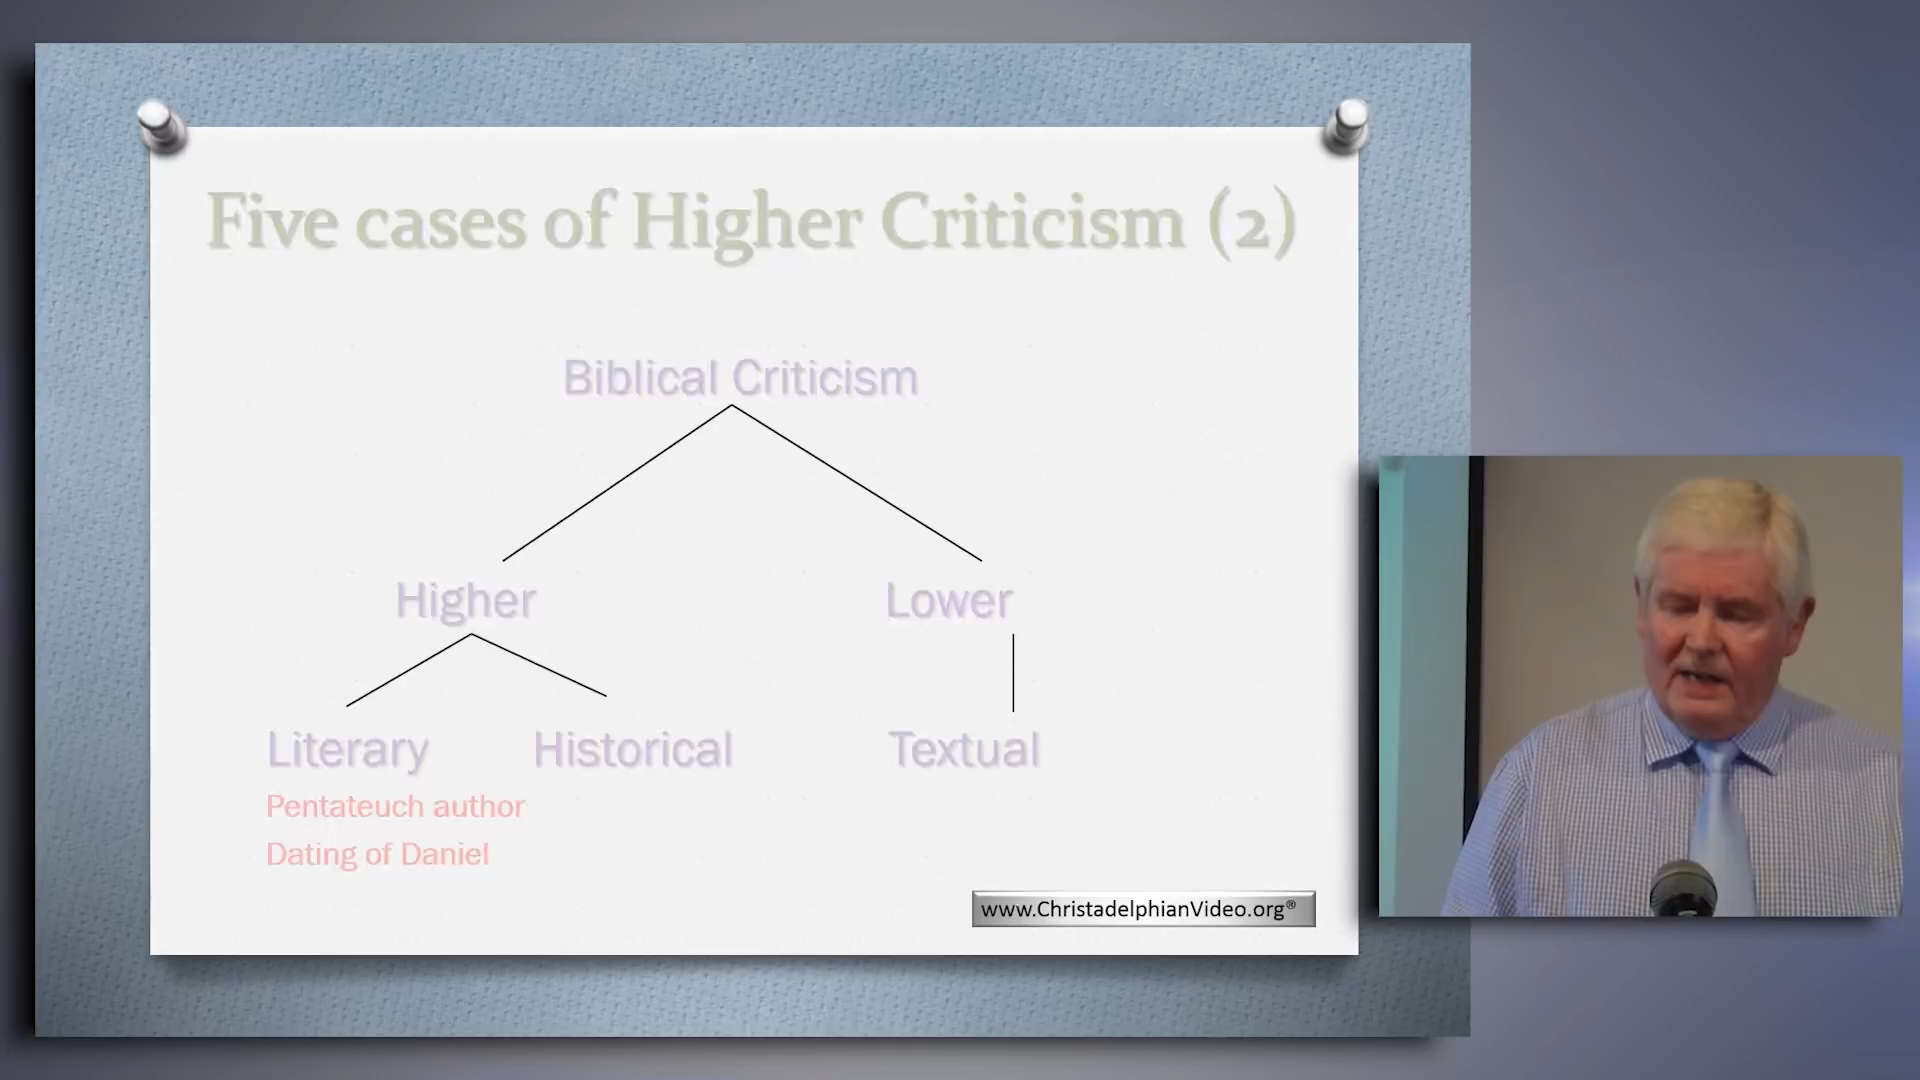 Five cases of Higher Criticism (2)
Biblical Criticism
Higher Lower
Literary Historical Textual
Pentateuch author
Dating of Daniel
www.ChristadelphianVideo.org®